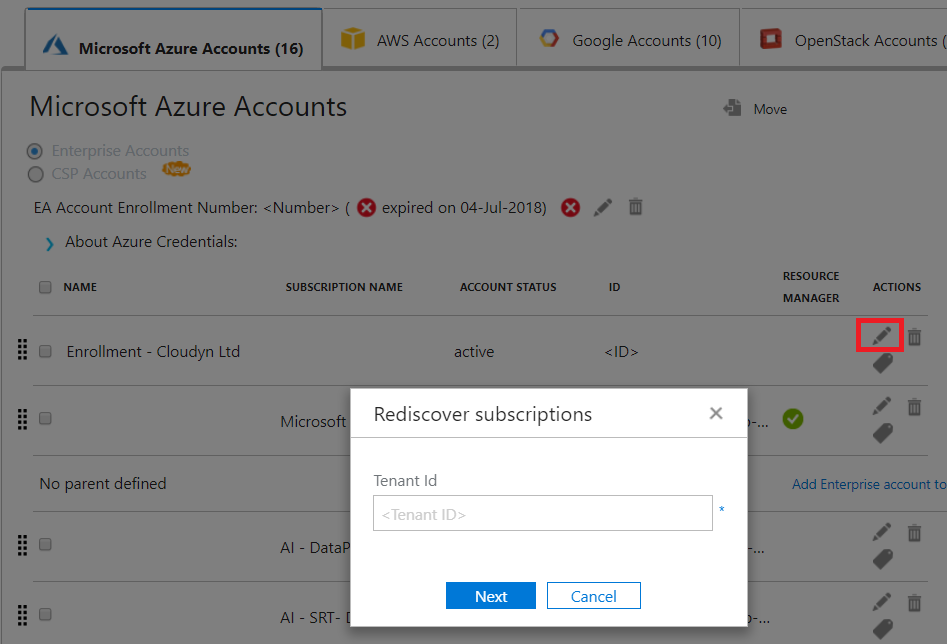 Microsoft Azure Accounts (16)
AWS Accounts (2)
Google Accounts (10)
OpenStack Accounts (
Microsoft Azure Accounts
Move
Enterprise Accounts
CSP Accounts
New
EA Account Enrollment Number: <Number> ( expired on 04-Jul-2018)
About Azure Credentials:
NAME
SUBSCRIPTION NAME
ACCOUNT STATUS
ID
RESOURCE
MANAGER
ACTIONS
Enrollment - Cloudyn Ltd
active
<ID>
Rediscover subscriptions
Microsoft
-...
No parent defined
Tenant Id
Add Enterprise account to
<Tenant ID>
*
AI - DataP
-...
Next
Cancel
AI - SRT-
-...